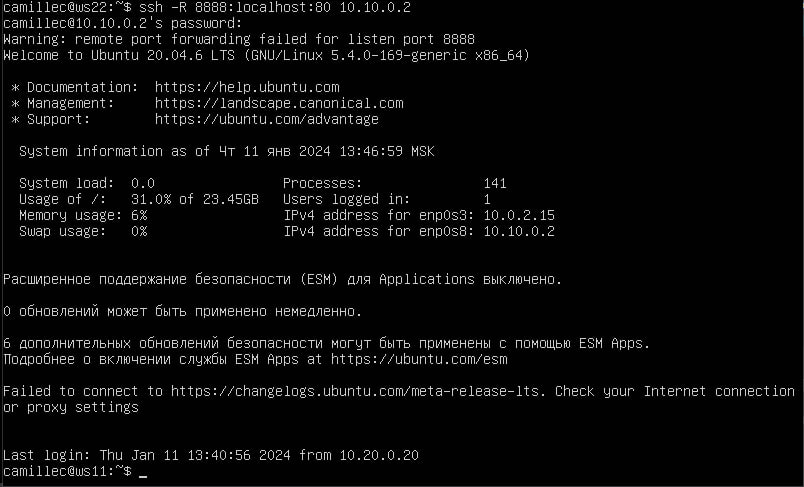 camillec@ws22:~$ ssh -R 8888:localhost:80 10.10.0.2
camillec@10.10.0.2's password:
Warning: remote port forwarding failed for listen port 8888
Welcome to Ubuntu 20.04.6 LTS (GNU/Linux 5.4.0-169-generic x86_64)
* Documentation:  https://help.ubuntu.com
* Management:     https://landscape.canonical.com
* Support:        https://ubuntu.com/advantage
System information as of Чт 11 янв 2024 13:46:59 MSK
System load:  0.0                Processes:               141
Usage of /:   31.0% of 23.45GB   Users logged in:         1
Memory usage: 6%                 IPv4 address for enp0s3: 10.0.2.15
Swap usage:   0%                 IPv4 address for enp0s8: 10.10.0.2
Расширенное поддержание безопасности (ESM) для Applications выключено.
0 обновлений может быть применено немедленно.
6 дополнительных обновлений безопасности могут быть применены с помощью ESM Apps.
Подробнее о включении службы ESM Apps at https://ubuntu.com/esm
Failed to connect to https://changelogs.ubuntu.com/meta-release-lts. Check your Internet connection
or proxy settings
Last login: Thu Jan 11 13:40:56 2024 from 10.20.0.20
camillec@ws11:~$ _